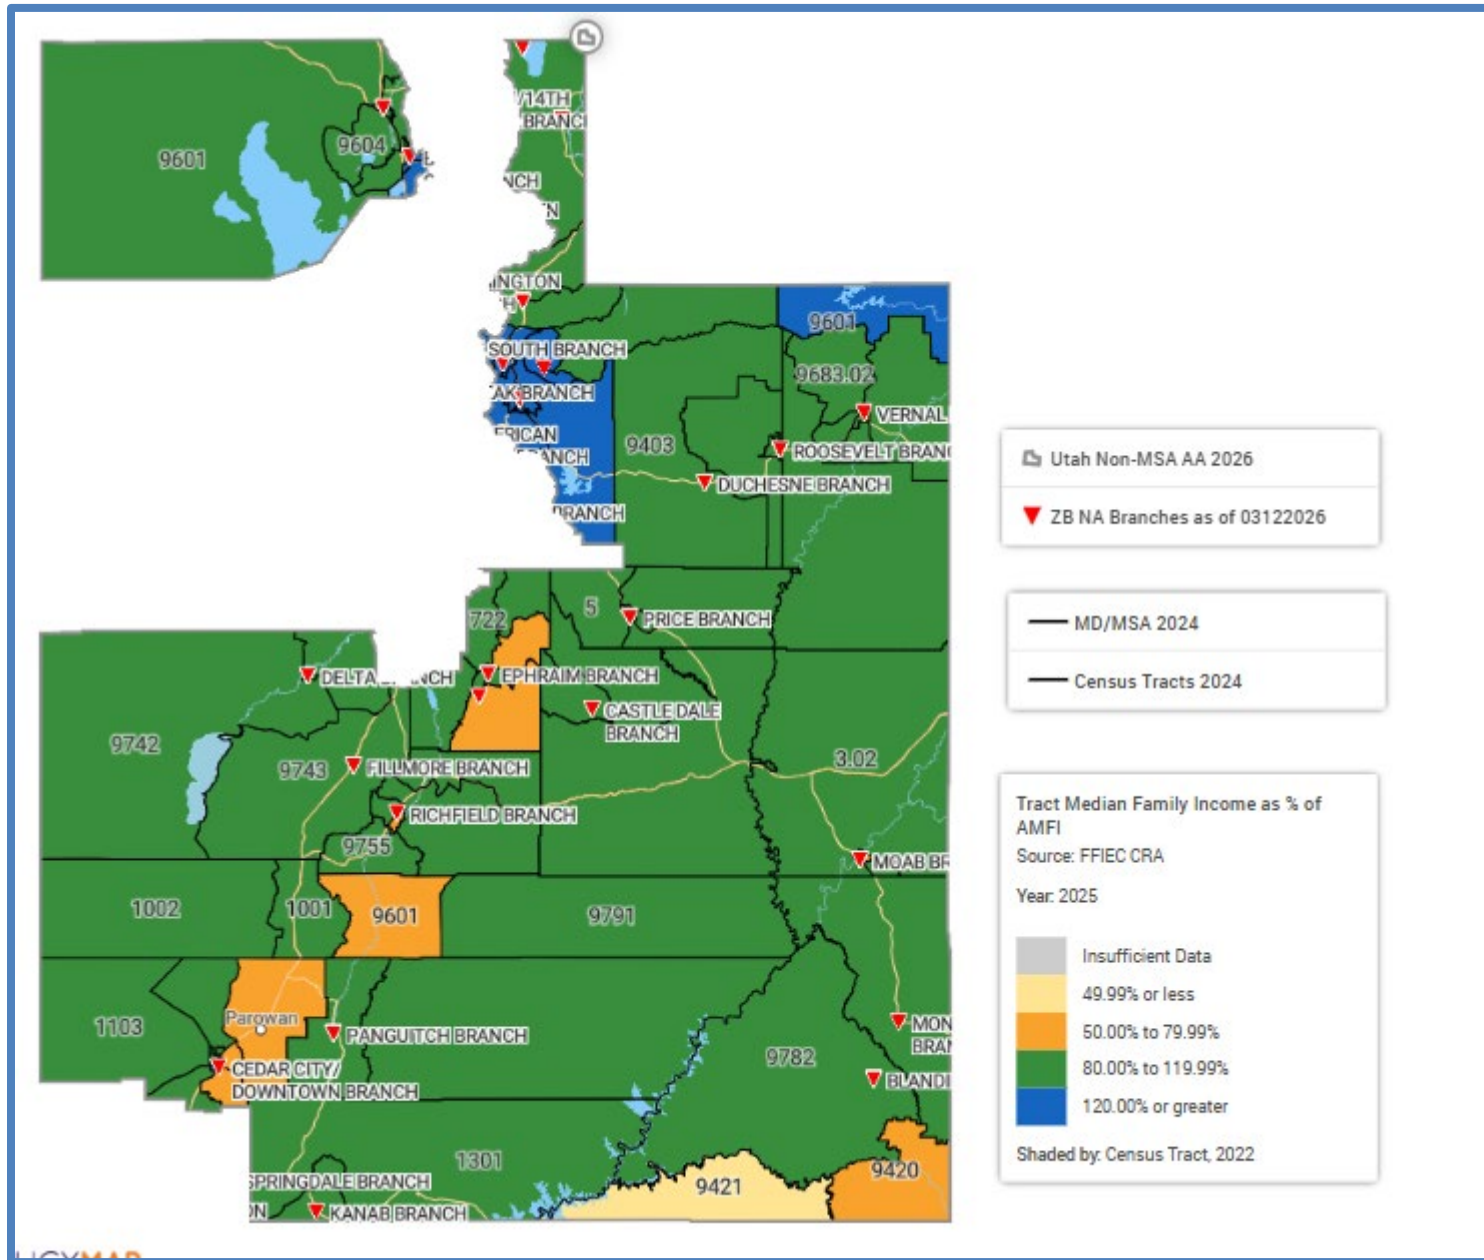 /14TH
BRANC
9604
9601
NCH
N
INGTON
H
9601
SOUTH BRANCH
9683.02
AK BRANCH
VERNAL
ERICAN
ANCH
9403
ROOSEVELT BRAN
DUCHESNE BRANCH
BRANCH
722
5
PRICE BRANCH
DELTA B
NCH
EPHRAIM BRANCH
CASTLE DALE
BRANCH
9742
9743
FILLMORE BRANCH
3.02
RICHFIELD BRANCH
9755
MOAB BR
1002
1001
9601
9791
Parowan
1103
PANGUITCH BRANCH
MON
BRAN
9782
CEDAR CITY/
DOWNTOWN BRANCH
BLANDI
1301
SPRINGDALE BRANCH
9421
9420
ON
KANAB BRANCH
Utah Non-MSA AA 2026
ZB NA Branches as of 03122026
MD/MSA 2024
Census Tracts 2024
Tract Median Family Income as % of
AMFI
Source: FFIEC CRA
Year: 2025
Insufficient Data
49.99% or less
50.00% to 79.99%
80.00% to 119.99%
120.00% or greater
Shaded by: Census Tract, 2022